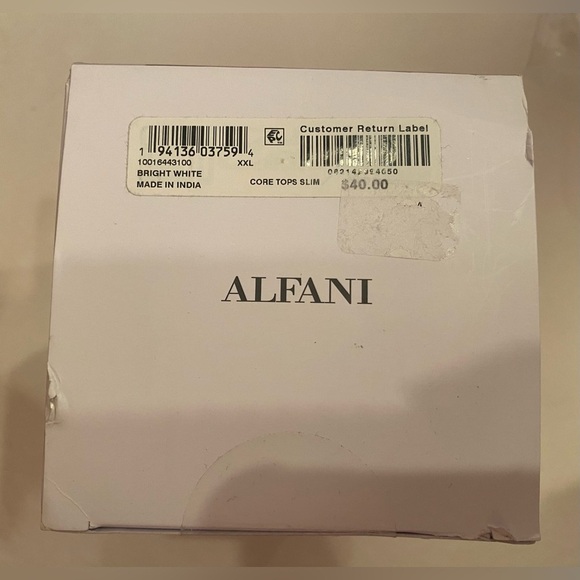 Customer Return Label
1 94136 03759 4
10016443100 XXL
BRIGHT WHITE
MADE IN INDIA
CORE TOPS SLIM
$40.00
ALFANI